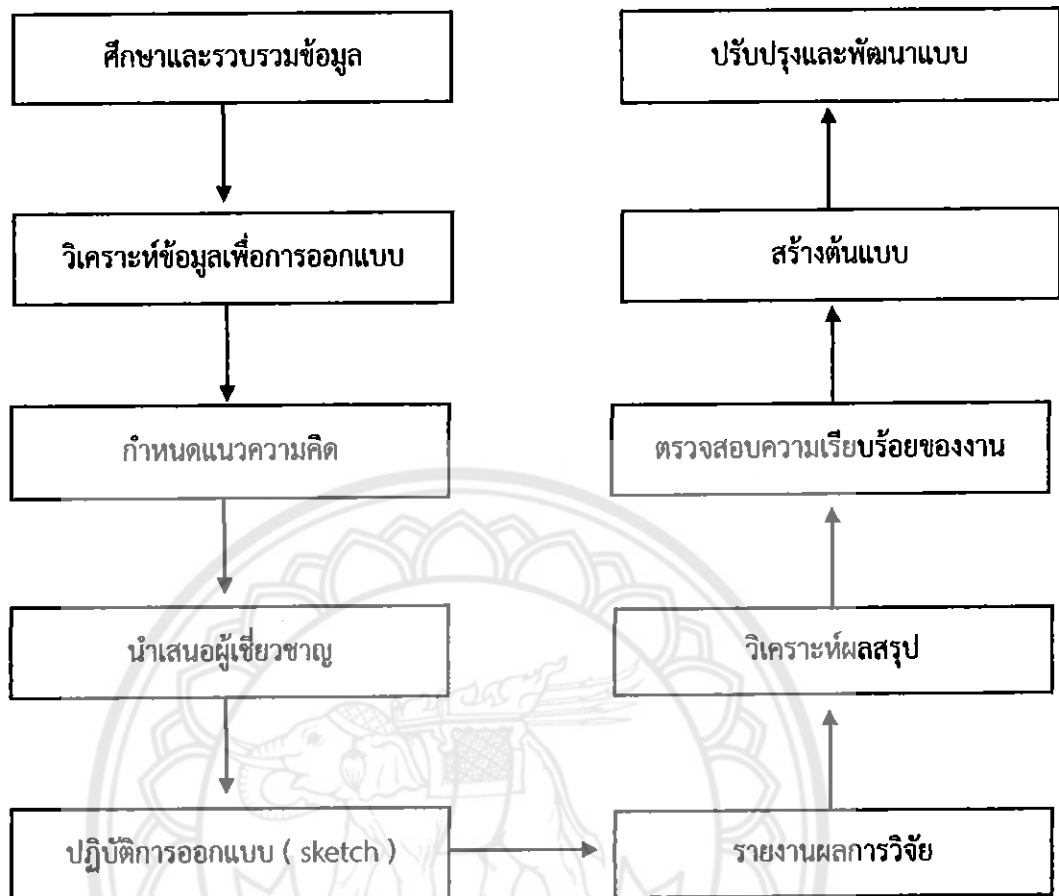 ศึกษาและรวบรวมข้อมูล
วิเคราะห์ข้อมูลเพื่อการออกแบบ
กำหนดแนวความคิด
นำเสนอผู้เชี่ยวชาญ
ปฏิบัติการออกแบบ ( sketch )
รายงานผลการวิจัย
วิเคราะห์ผลสรุป
ตรวจสอบความเรียบร้อยของงาน
สร้างต้นแบบ
ปรับปรุงและพัฒนาแบบ